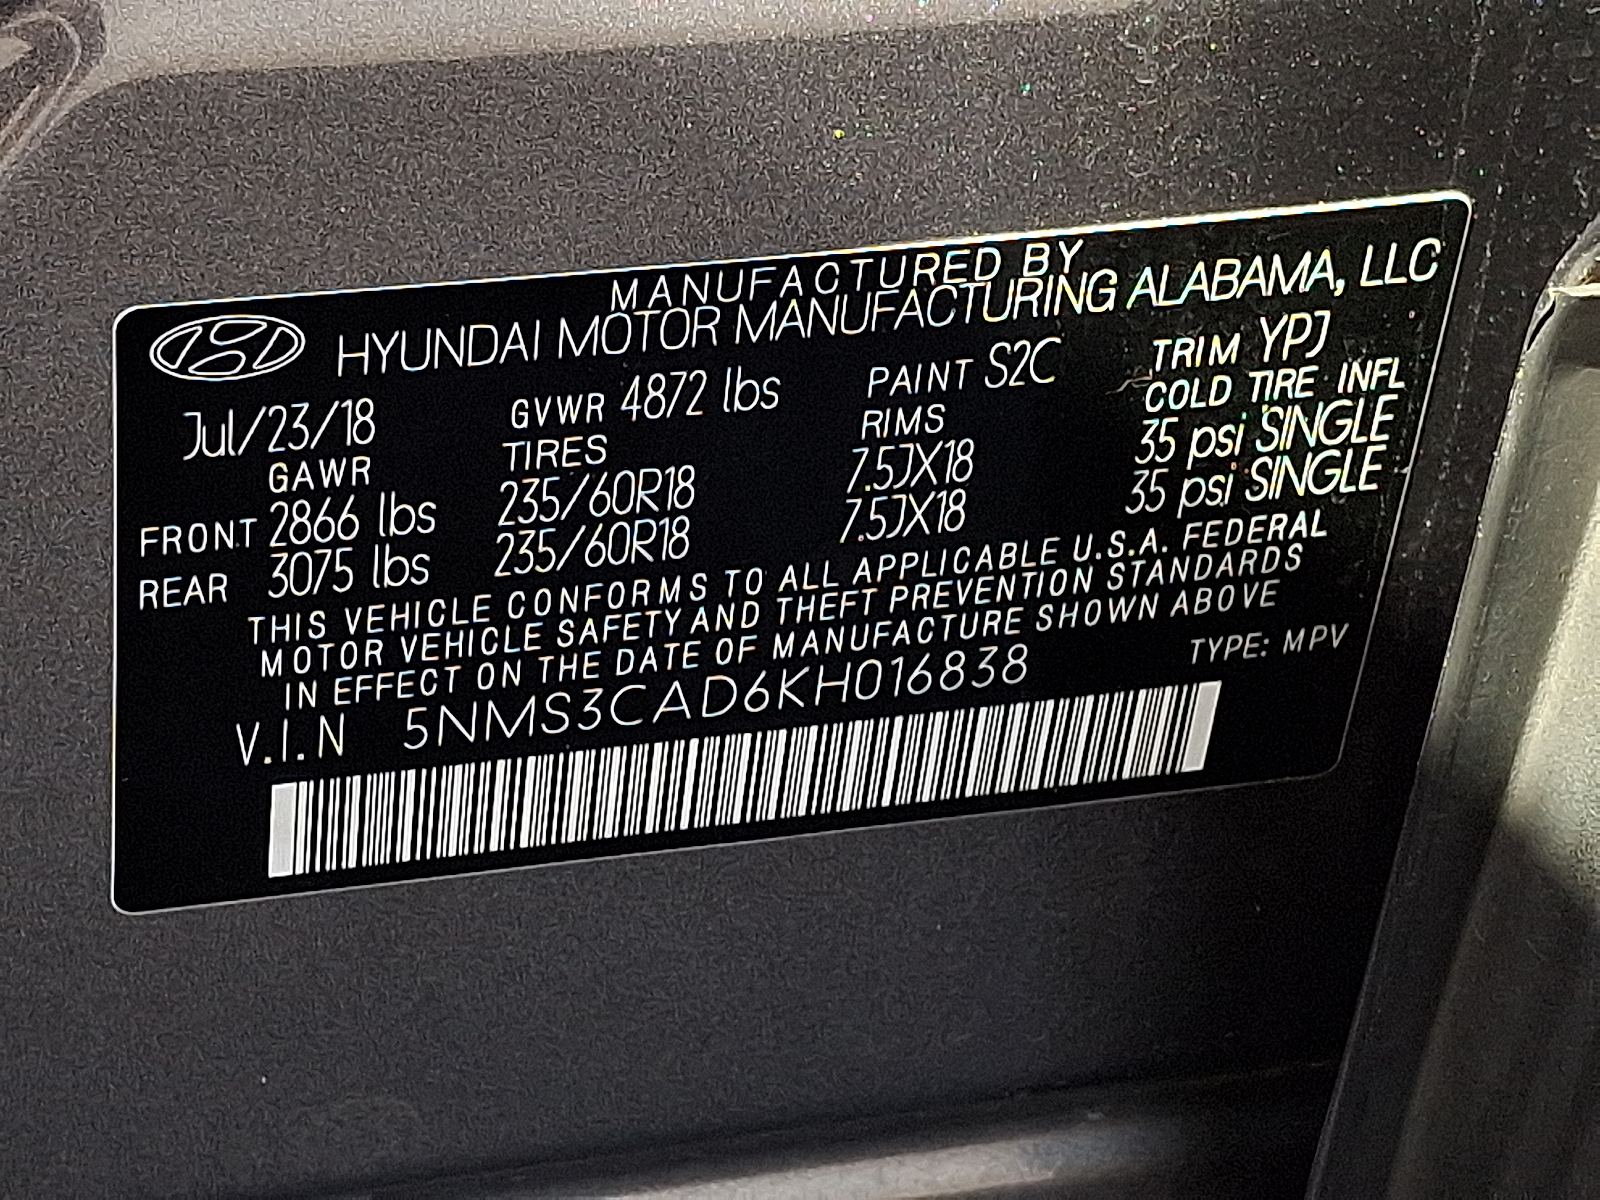 MANUFACTURED BY
HYUNDAI MOTOR MANUFACTURING ALABAMA, LLC
Jul/23/18 GVWR 4872 lbs PAINT S2C TRIM YPJ
GAWR TIRES RIMS COLD TIRE INFL
FRONT 2866 lbs 235/60R18 7.5JX18 35 psi SINGLE
REAR 3075 lbs 235/60R18 7.5JX18 35 psi SINGLE
THIS VEHICLE CONFORMS TO ALL APPLICABLE U.S.A. FEDERAL
MOTOR VEHICLE SAFETY AND THEFT PREVENTION STANDARDS
IN EFFECT ON THE DATE OF MANUFACTURE SHOWN ABOVE
V.I.N 5NMS3CAD6KH016838 TYPE: MPV